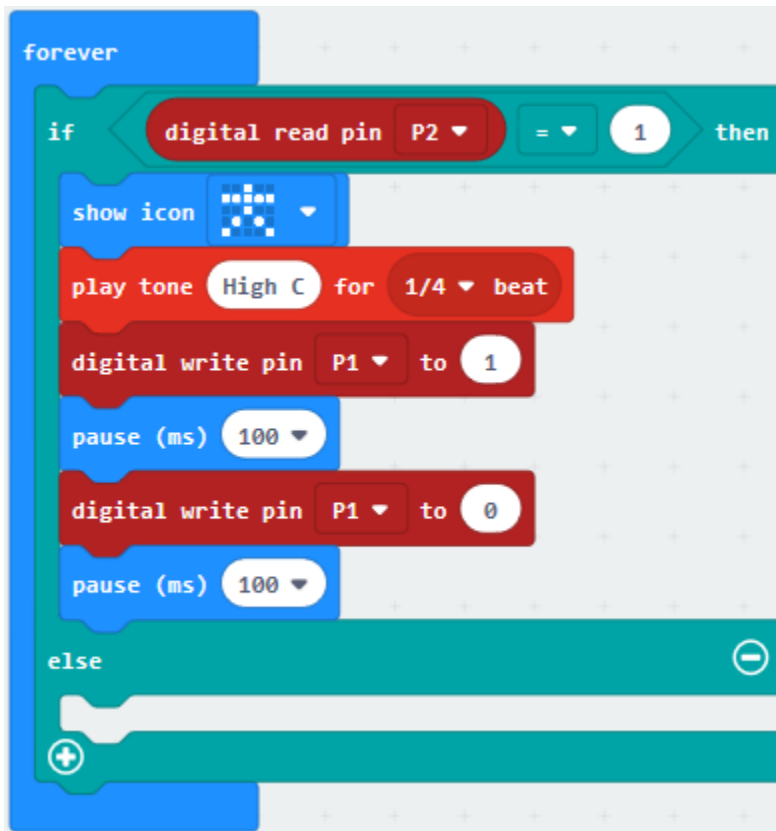 forever
if digital read pin P2 = 1 then
show icon
play tone High C for 1/4 beat
digital write pin P1 to 1
pause (ms) 100
digital write pin P1 to 0
pause (ms) 100
else